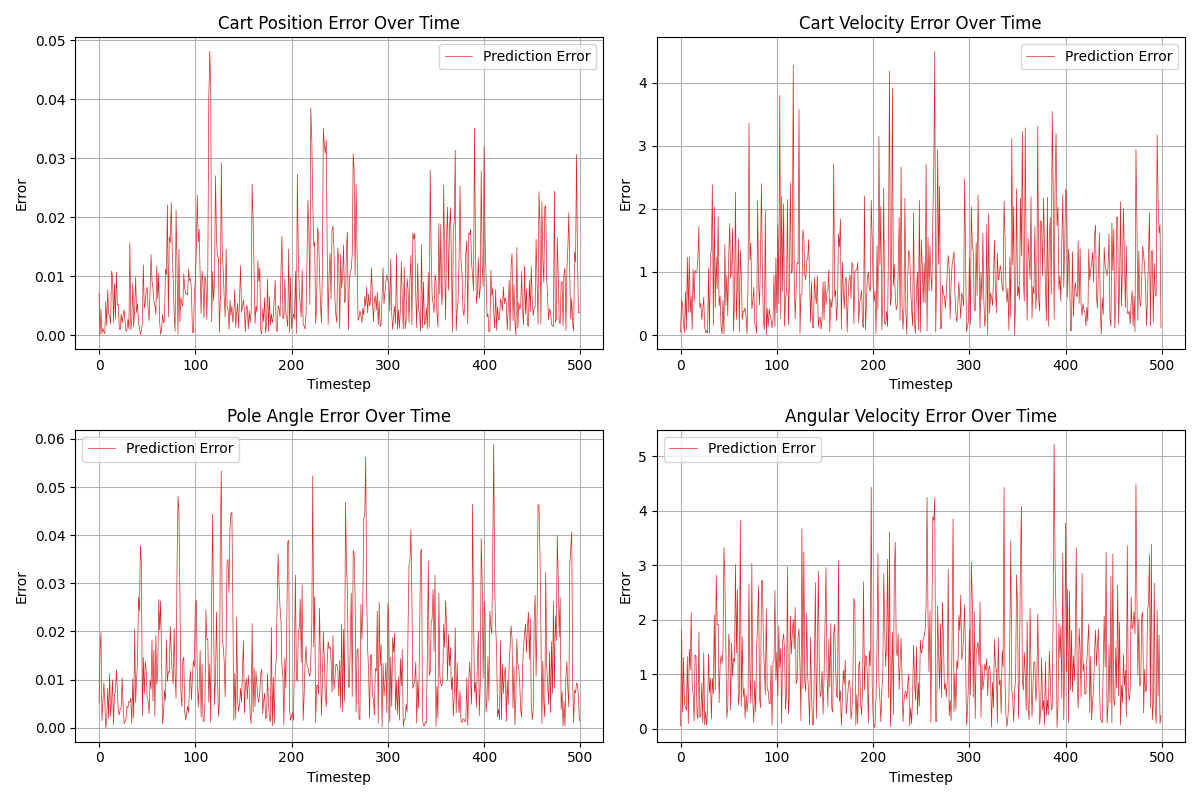 Cart Position Error Over Time
Prediction Error
Error
0.05
0.04
0.03
0.02
0.01
0.00
0 100 200 300 400 500
Timestep
Cart Velocity Error Over Time
Prediction Error
Error
4
3
2
1
0
0 100 200 300 400 500
Timestep
Pole Angle Error Over Time
Prediction Error
Error
0.06
0.05
0.04
0.03
0.02
0.01
0.00
0 100 200 300 400 500
Timestep
Angular Velocity Error Over Time
Prediction Error
Error
5
4
3
2
1
0
0 100 200 300 400 500
Timestep